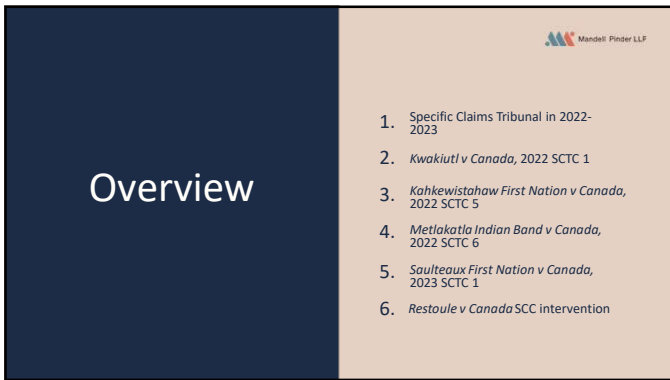 Mandell Pinder LLP
Overview
1. Specific Claims Tribunal in 2022-
2023
2. Kwakiutl v Canada, 2022 SCTC 1
3. Kahkewistahaw First Nation v Canada,
2022 SCTC 5
4. Metlakatla Indian Band v Canada,
2022 SCTC 6
5. Saulteaux First Nation v Canada,
2023 SCTC 1
6. Restoule v Canada SCC intervention